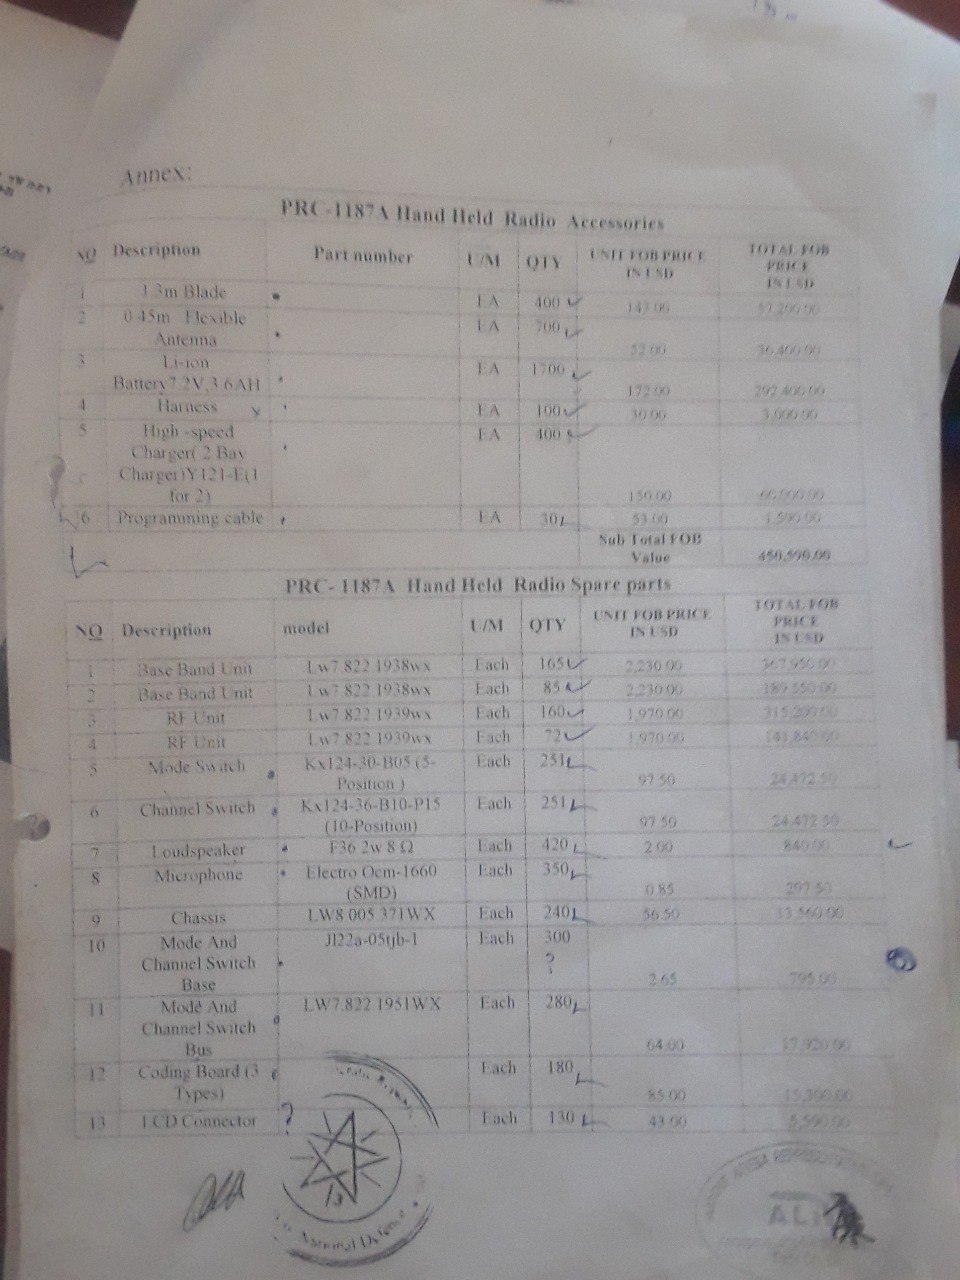 Annex:
PRC-1187A Hand Held Radio Accessories
NO Description Part number U/M QTY UNIT FOB PRICE IN USD TOTAL FOB PRICE IN USD
1 1.3m Blade EA 400 143.00 57,200.00
2 0.45m Flexible Antenna EA 700 52.00 36,400.00
3 Li-ion Battery7.2V,3.6AH EA 1700 172.00 292,400.00
4 Harness EA 100 30.00 3,000.00
5 High -speed Charger( 2 Bay Charger)Y121-E(1 for 2) EA 400 150.00 60,000.00
6 Programming cable EA 30 53.00 1,590.00
Sub Total FOB Value 450,590.00
PRC- 1187A Hand Held Radio Spare parts
NO Description model U/M QTY UNIT FOB PRICE IN USD TOTAL FOB PRICE IN USD
1 Base Band Unit Lw7.822.1938wx Each 165 2,230.00 367,950.00
2 Base Band Unit Lw7.822.1938wx Each 85 2,230.00 189,550.00
3 RF Unit Lw7.822.1939wx Each 160 1,970.00 315,200.00
4 RF Unit Lw7.822.1939wx Each 72 1,970.00 141,840.00
5 Mode Switch Kx124-30-B05 (5-Position ) Each 251 97.50 24,472.50
6 Channel Switch Kx124-36-B10-P15 (10-Position) Each 251 97.50 24,472.50
7 Loudspeaker F36 2w 8 Ω Each 420 2.00 840.00
8 Microphone Electro Ocm-1660 (SMD) Each 350 0.85 297.50
9 Chassis LW8.005.371WX Each 240 56.50 13,560.00
10 Mode And Channel Switch Base Jl22a-05tjb-1 Each 300 ? 2.65 795.00
11 Mode And Channel Switch Bus LW7.822.1951WX Each 280 64.00 17,920.00
12 Coding Board (3 Types) Each 180 85.00 15,300.00
13 LCD Connector ? Each 130 43.00 5,590.00
National Defence